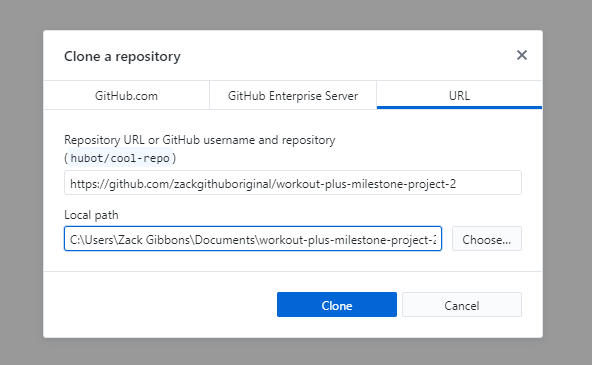 Clone a repository
GitHub.com
GitHub Enterprise Server
URL
Repository URL or GitHub username and repository
(hubot/cool-repo)
https://github.com/zackgithuboriginal/workout-plus-milestone-project-2
Local path
C:\Users\Zack Gibbons\Documents\workout-plus-milestone-project-2
Choose...
Clone
Cancel